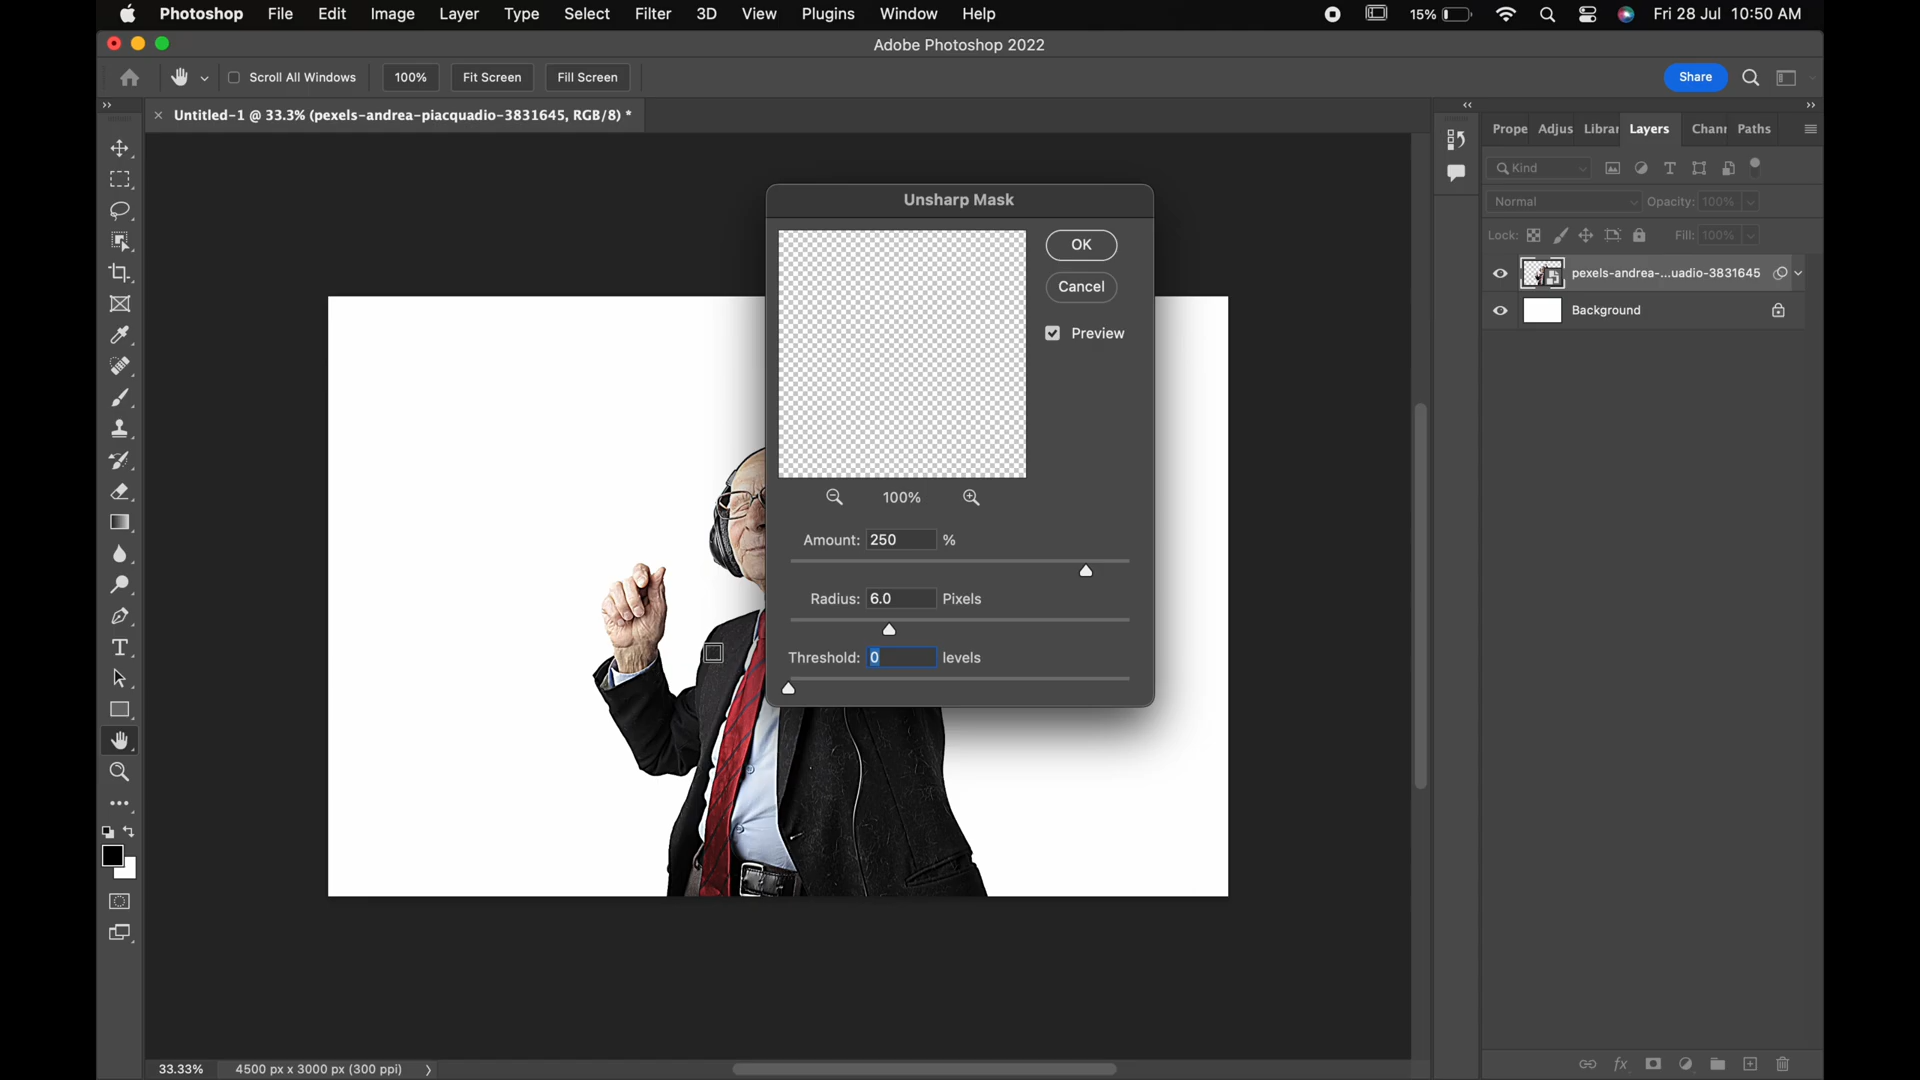 Photoshop File Edit Image Layer Type Select Filter 3D View Plugins Window Help 15% Fri 28 Jul 10:50 AM
Adobe Photoshop 2022
Scroll All Windows 100% Fit Screen Fill Screen Share
Untitled-1 @ 33.3% (pexels-andrea-piacquadio-3831645, RGB/8) *
Prope Adjus Librar Layers Chann Paths
Kind
Normal Opacity: 100%
Lock: Fill: 100%
pexels-andrea-...uadio-3831645
Background
Unsharp Mask
OK
Cancel
Preview
100%
Amount: 250 %
Radius: 6.0 Pixels
Threshold: 0 levels
33.33% 4500 px x 3000 px (300 ppi)